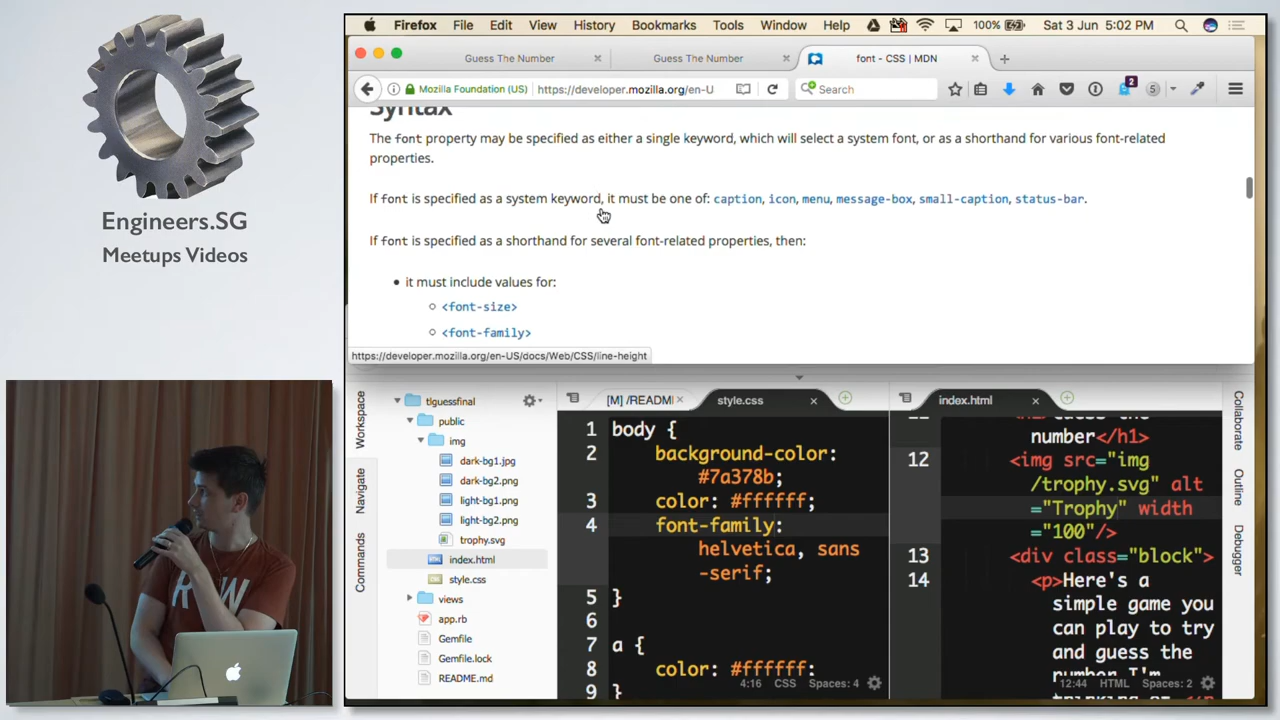 Engineers.SG
Meetups Videos
Firefox File Edit View History Bookmarks Tools Window Help 100% Sat 3 Jun 5:02 PM
Guess The Number
Guess The Number
font - CSS | MDN
Mozilla Foundation (US)
https://developer.mozilla.org/en-U
Search
2
Syntax
The font property may be specified as either a single keyword, which will select a system font, or as a shorthand for various font-related
properties.
If font is specified as a system keyword, it must be one of: caption, icon, menu, message-box, small-caption, status-bar.
If font is specified as a shorthand for several font-related properties, then:
it must include values for:
<font-size>
<font-family>
https://developer.mozilla.org/en-US/docs/Web/CSS/line-height
Workspace
Navigate
Commands
tlguessfinal
public
img
dark-bg1.jpg
dark-bg2.png
light-bg1.png
light-bg2.png
trophy.svg
index.html
style.css
views
app.rb
Gemfile
Gemfile.lock
README.md
[M] /READM
style.css
1 body {
2 background-color:
#7a378b;
3 color: #ffffff;
4 font-family:
helvetica, sans
-serif;
5 }
6
7 a {
8 color: #ffffff;
9 }
4:16 CSS Spaces: 4
index.html
number</h1>
12 <img src="img
/trophy.svg" alt
="Trophy" width
="100"/>
13 <div class="block">
14 <p>Here's a
simple game you
can play to try
and guess the
number I'm
12:44 HTML Spaces: 2
Collaborate
Outline
Debugger